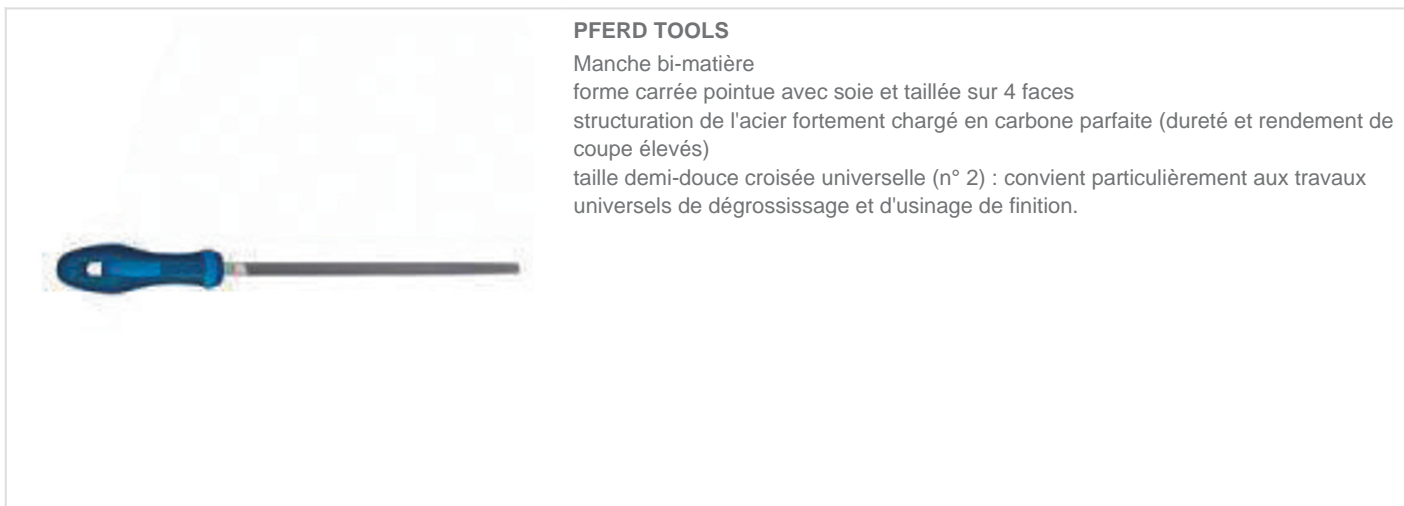 PFERD TOOLS
Manche bi-matière
forme carrée pointue avec soie et taillée sur 4 faces
structuration de l'acier fortement chargé en carbone parfaite (dureté et rendement de
coupe élevés)
taille demi-douce croisée universelle (n° 2) : convient particulièrement aux travaux
universels de dégrossissage et d'usinage de finition.